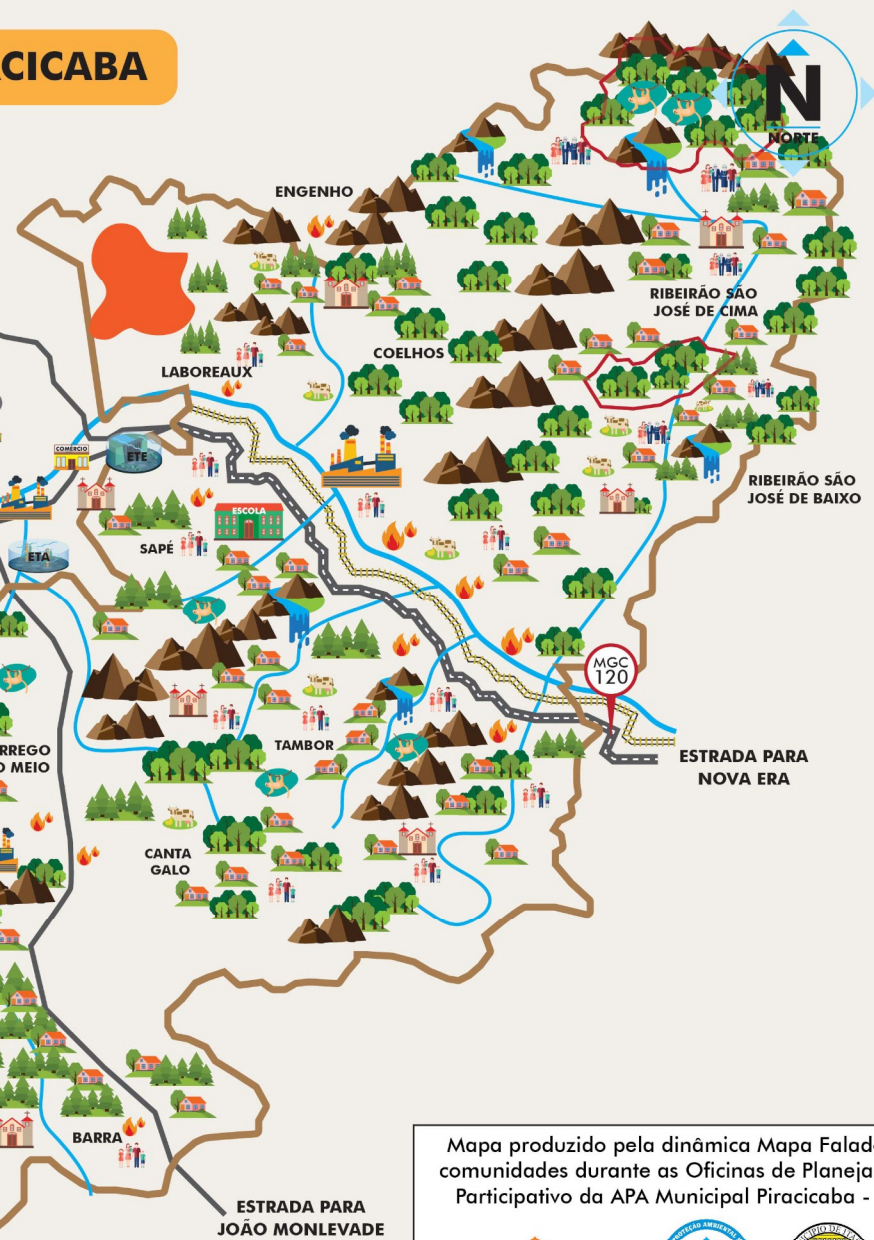 CICABA
N
NORTE
ENGENHO
RIBEIRÃO SÃO
JOSÉ DE CIMA
COELHOS
LABOREAUX
COMÉRCIO
ETE
RIBEIRÃO SÃO
JOSÉ DE BAIXO
ESCOLA
SAPÉ
ETA
MGC
120
TAMBOR
RREGO
O MEIO
ESTRADA PARA
NOVA ERA
CANTA
GALO
BARRA
Mapa produzido pela dinâmica Mapa Falad
comunidades durante as Oficinas de Planeja
Participativo da APA Municipal Piracicaba -
ESTRADA PARA
JOÃO MONLEVADE
PROTEÇÃO AMBIENTAL